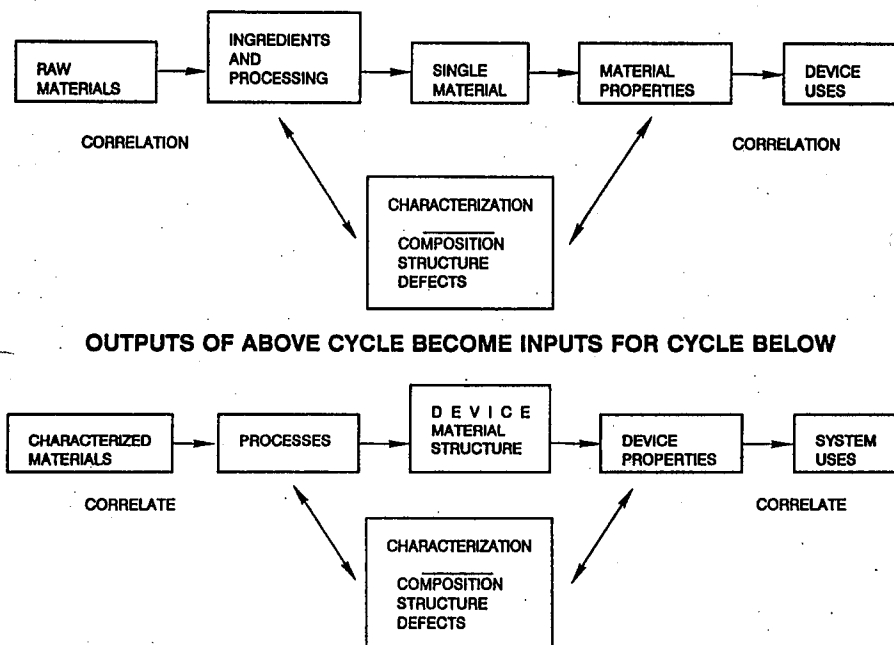 RAW
MATERIALS
INGREDIENTS
AND
PROCESSING
SINGLE
MATERIAL
MATERIAL
PROPERTIES
DEVICE
USES
CORRELATION
CORRELATION
CHARACTERIZATION
COMPOSITION
STRUCTURE
DEFECTS
OUTPUTS OF ABOVE CYCLE BECOME INPUTS FOR CYCLE BELOW
CHARACTERIZED
MATERIALS
PROCESSES
D E V I C E
MATERIAL
STRUCTURE
DEVICE
PROPERTIES
SYSTEM
USES
CORRELATE
CORRELATE
CHARACTERIZATION
COMPOSITION
STRUCTURE
DEFECTS